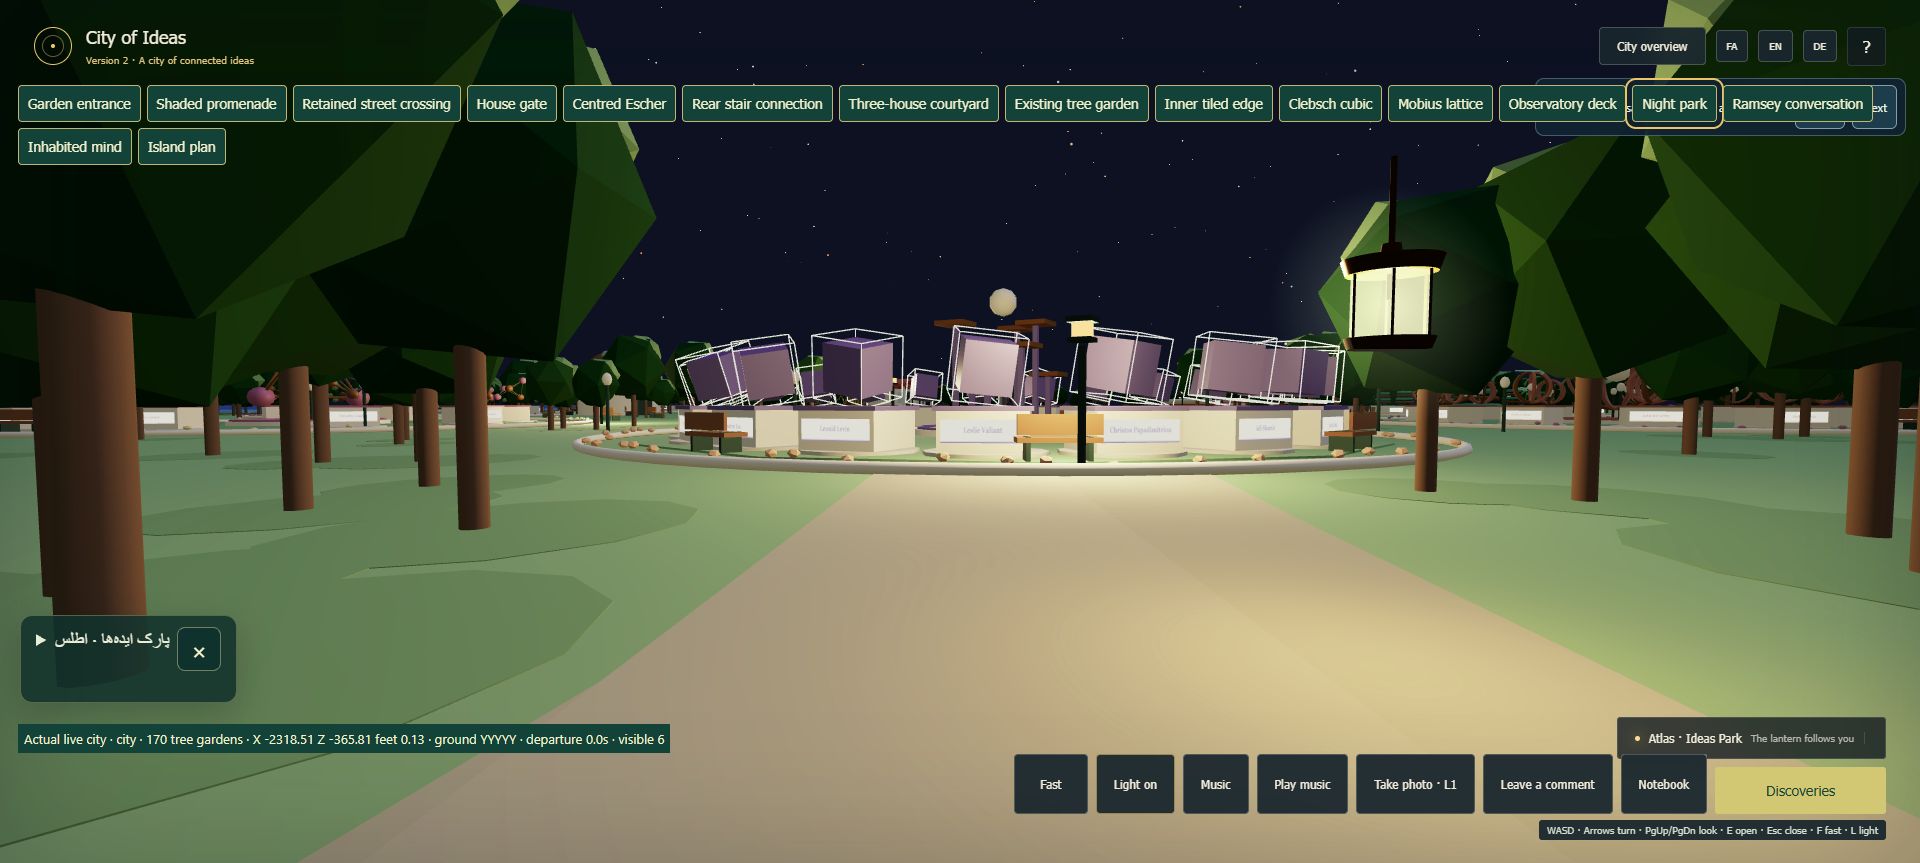 City of Ideas
Version 2 · A city of connected ideas
City overview
FA
EN
DE
?
Garden entrance
Shaded promenade
Retained street crossing
House gate
Centred Escher
Rear stair connection
Three-house courtyard
Existing tree garden
Inner tiled edge
Clebsch cubic
Mobius lattice
Observatory deck
Night park
Ramsey conversation
Inhabited mind
Island plan
Leonid Levin
Leslie Valiant
Christos Papadimitriou
پارک ایده‌ها - اطلس
×
Actual live city · city · 170 tree gardens · X -2318.51 Z -365.81 feet 0.13 · ground YYYYY · departure 0.0s · visible 6
Atlas · Ideas Park The lantern follows you
Fast
Light on
Music
Play music
Take photo · L1
Leave a comment
Notebook
Discoveries
WASD · Arrows turn · PgUp/PgDn look · E open · Esc close · F fast · L light